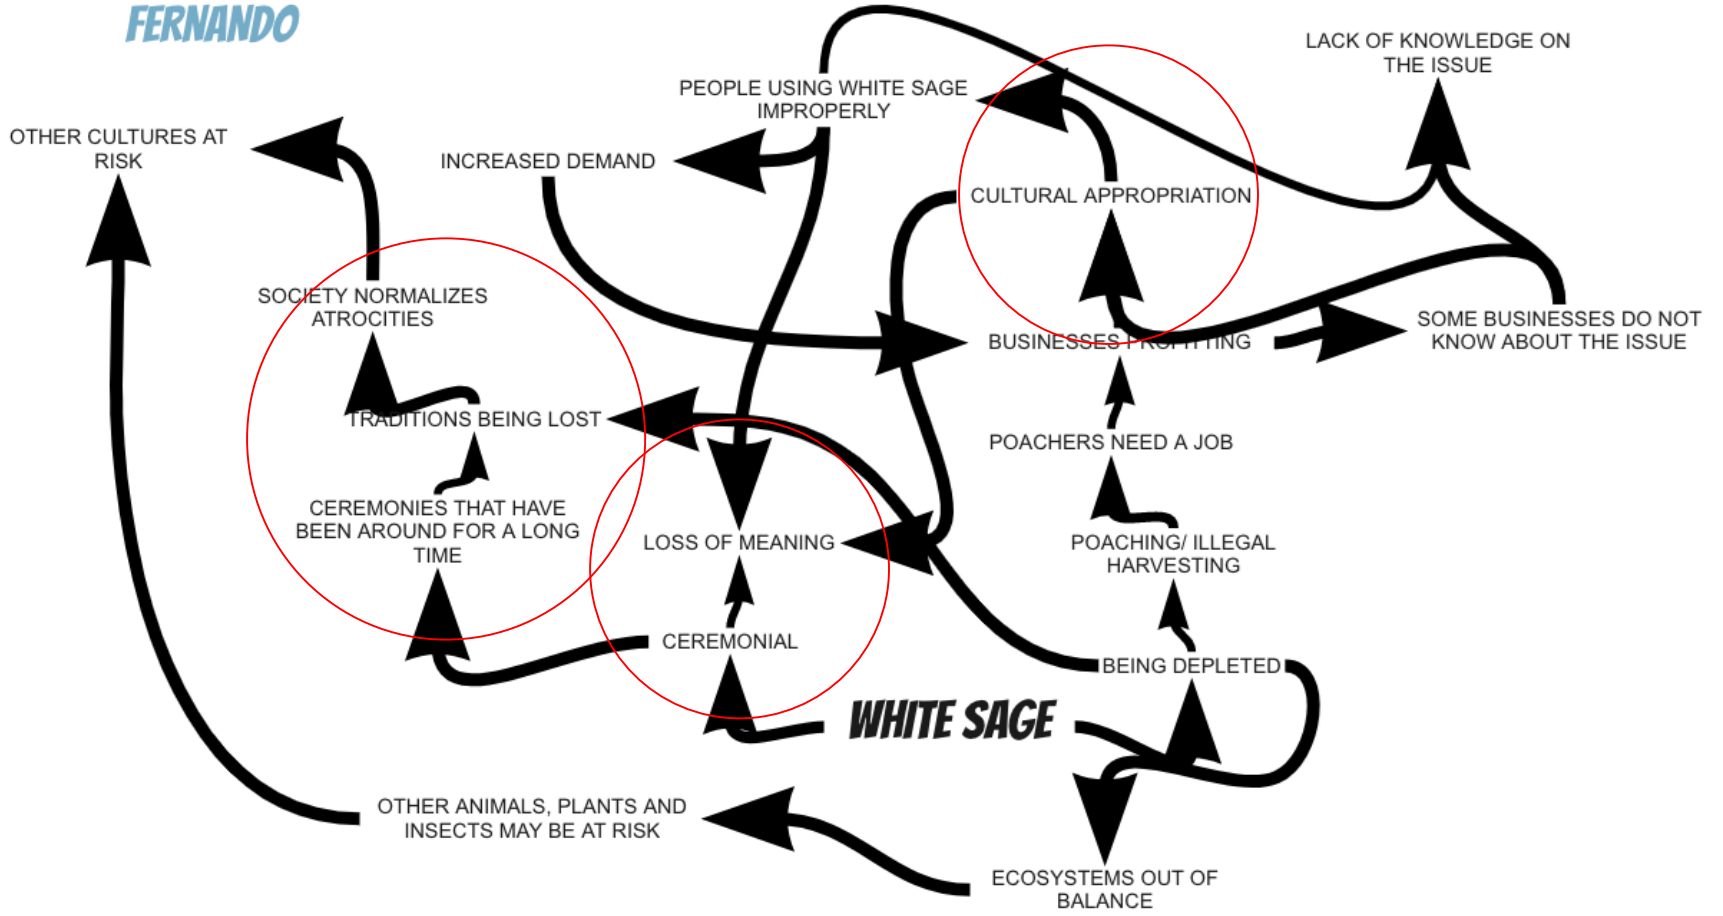 FERNANDO
LACK OF KNOWLEDGE ON
THE ISSUE
PEOPLE USING WHITE SAGE
IMPROPERLY
OTHER CULTURES AT
RISK
INCREASED DEMAND
CULTURAL APPROPRIATION
SOCIETY NORMALIZES
ATROCITIES
BUSINESSES PROFITTING
SOME BUSINESSES DO NOT
KNOW ABOUT THE ISSUE
TRADITIONS BEING LOST
POACHERS NEED A JOB
CEREMONIES THAT HAVE
BEEN AROUND FOR A LONG
TIME
LOSS OF MEANING
POACHING/ ILLEGAL
HARVESTING
CEREMONIAL
BEING DEPLETED
WHITE SAGE
OTHER ANIMALS, PLANTS AND
INSECTS MAY BE AT RISK
ECOSYSTEMS OUT OF
BALANCE